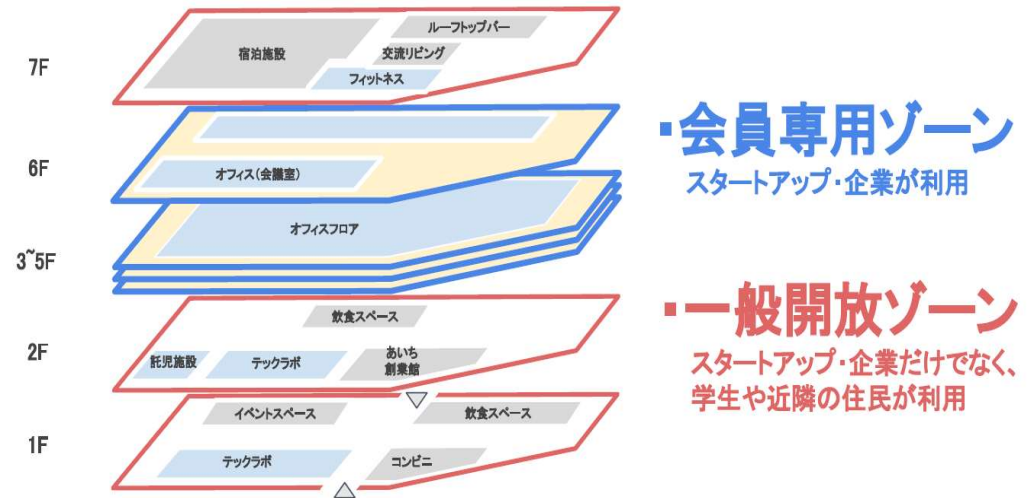 7F
宿泊施設
ルーフトップバー
交流リビング
フィットネス
6F
オフィス(会議室)
3~5F
オフィスフロア
2F
飲食スペース
託児施設
テックラボ
あいち
創業館
1F
イベントスペース
飲食スペース
テックラボ
コンビニ
・会員専用ゾーン
スタートアップ・企業が利用
・一般開放ゾーン
スタートアップ・企業だけでなく、
学生や近隣の住民が利用